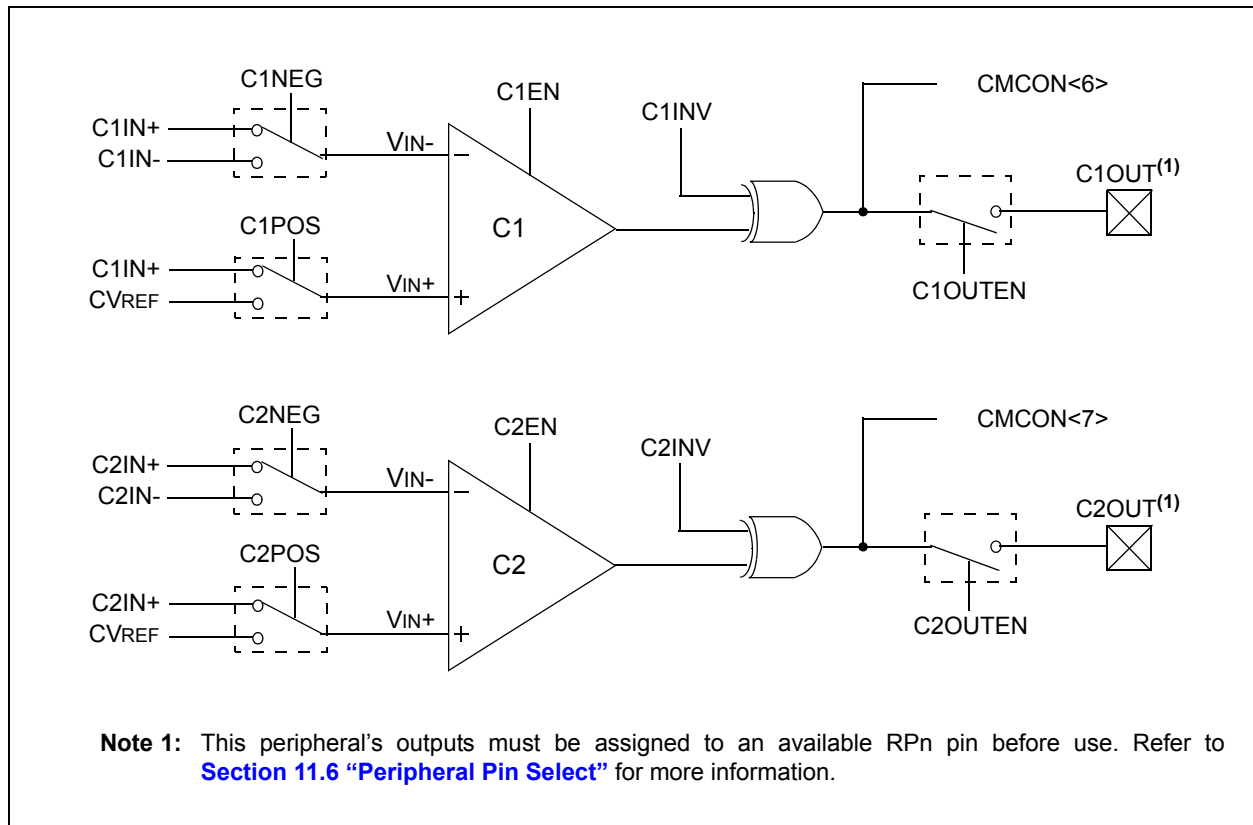 C1NEG
C1EN
CMCON<6>
C1INV
C1IN+
C1IN-
VIN-
–
C1OUT(1)
C1
C1POS
C1IN+
CVREF
VIN+
+
C1OUTEN
C2NEG
C2EN
CMCON<7>
C2INV
C2IN+
C2IN-
VIN-
–
C2OUT(1)
C2
C2POS
C2IN+
CVREF
VIN+
+
C2OUTEN
Note 1: This peripheral's outputs must be assigned to an available RPn pin before use. Refer to
Section 11.6 “Peripheral Pin Select” for more information.